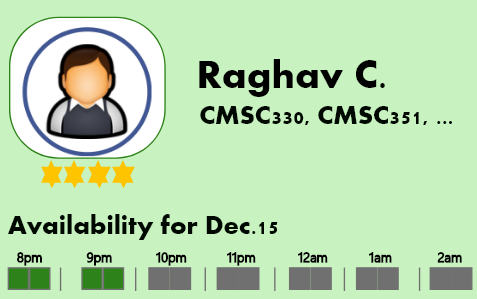 Raghav C.
CMSC330, CMSC351, ...
Availability for Dec.15
8pm 9pm 10pm 11pm 12am 1am 2am